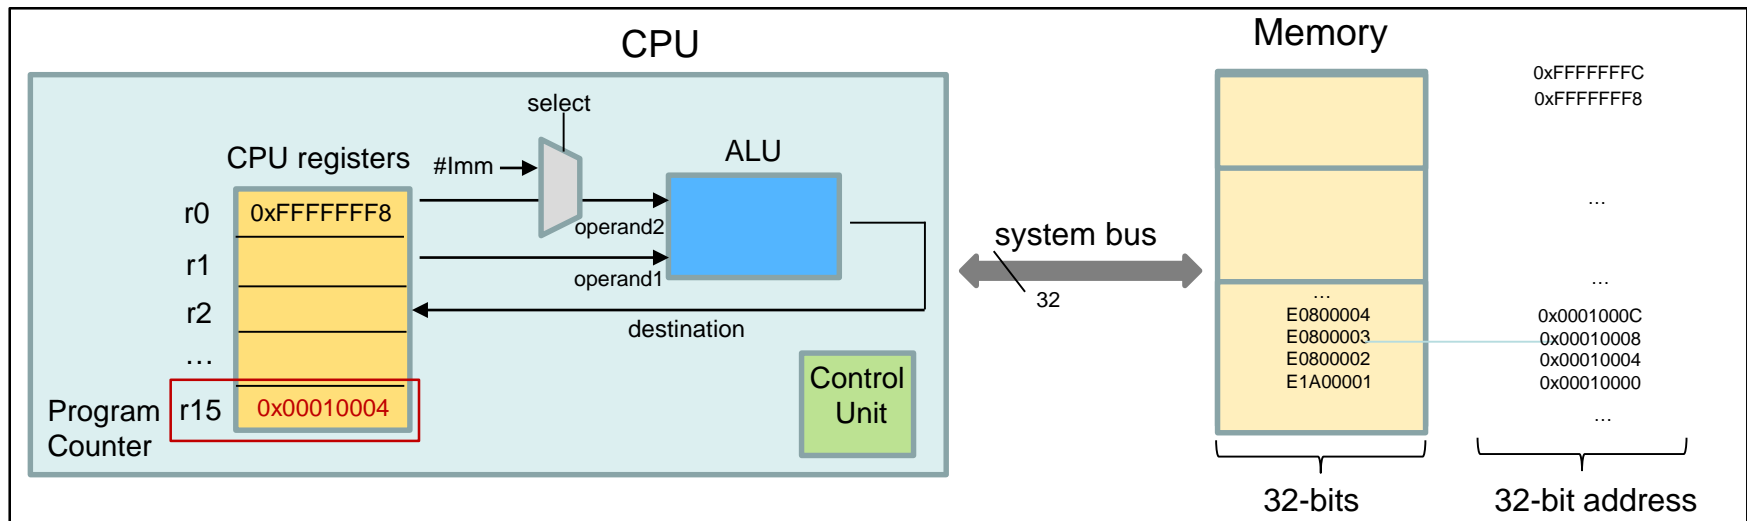 CPU
Memory
select
CPU registers
#Imm
ALU
r0
0xFFFFFFF8
operand2
r1
operand1
r2
destination
...
Program
Counter
r15
0x00010004
Control
Unit
system bus
32
0xFFFFFFFC
0xFFFFFFF8
...
...
...
E0800004
0x0001000C
E0800003
0x00010008
E0800002
0x00010004
E1A00001
0x00010000
...
32-bits
32-bit address